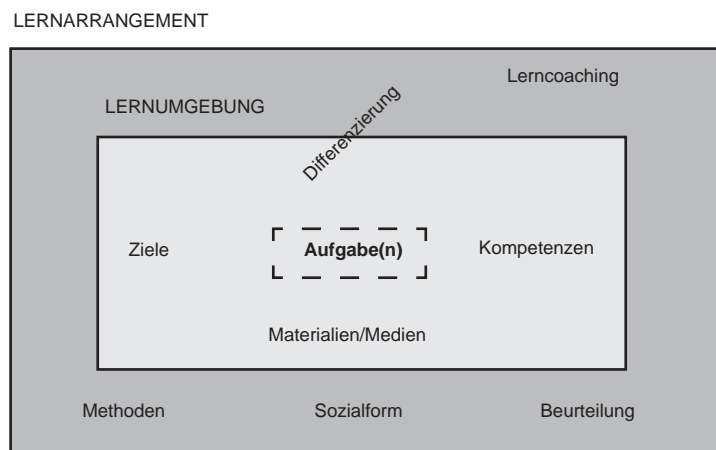 LERNARRANGEMENT
Lerncoaching
LERNUMGEBUNG
Differenzierung
Ziele
Aufgabe(n)
Kompetenzen
Materialien/Medien
Methoden
Sozialform
Beurteilung